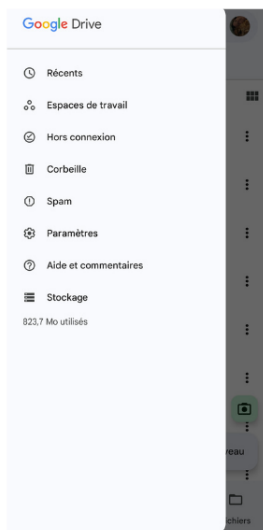 Google Drive
Récents
Espaces de travail
Hors connexion
Corbeille
Spam
Paramètres
Aide et commentaires
Stockage
823,7 Mo utilisés
veau
ichiers